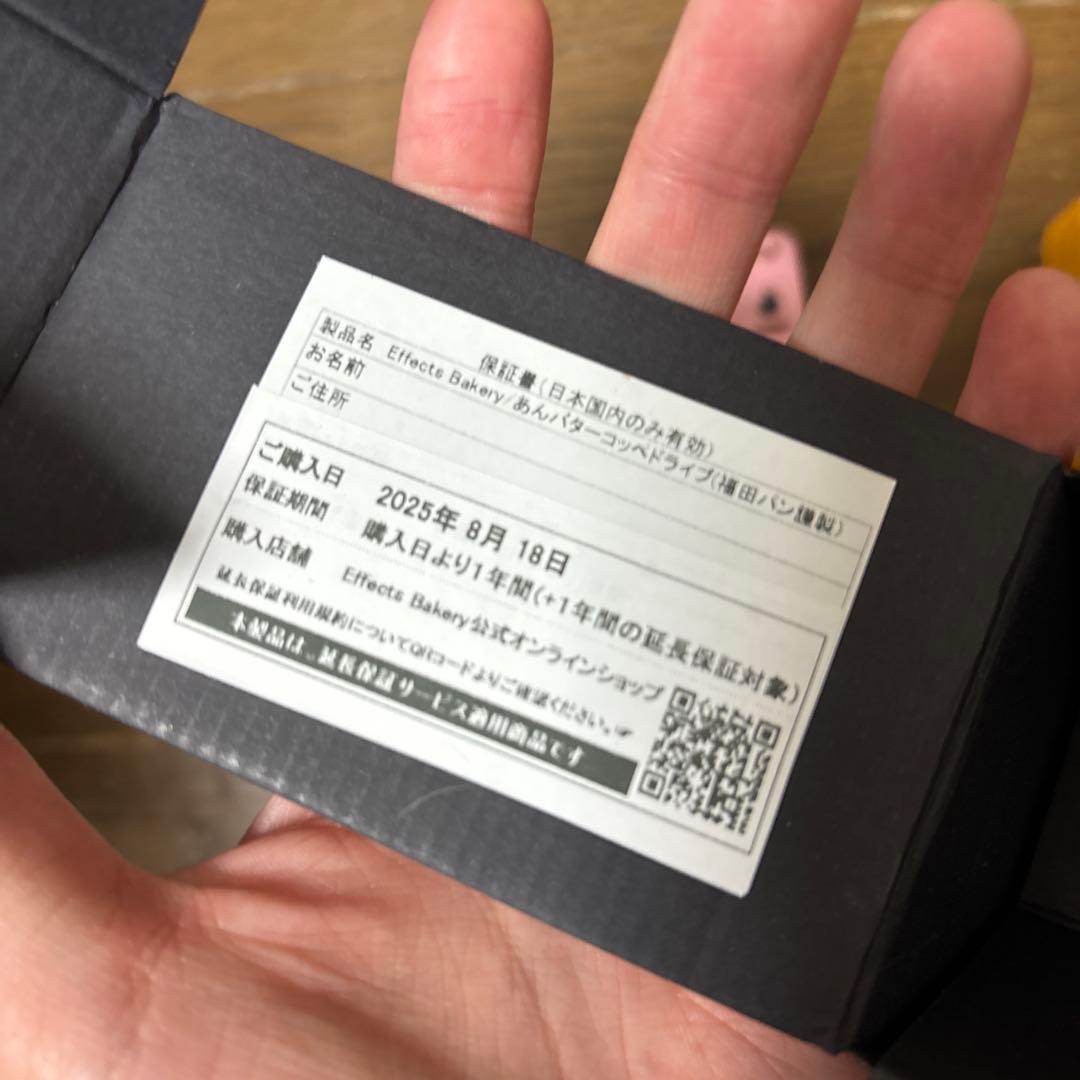 保証書(日本国内のみ有効)
製品名 Effects Bakery/あんバターコッペドライブ(福田パン謹製)
お名前
ご住所
ご購入日 2025年 8月 18日
保証期間 購入日より1年間(+1年間の延長保証対象)
購入店舗 Effects Bakery公式オンラインショップ
延長保証利用規約についてQRコードよりご確認ください。☞
本製品は、延長保証サービス適用商品です